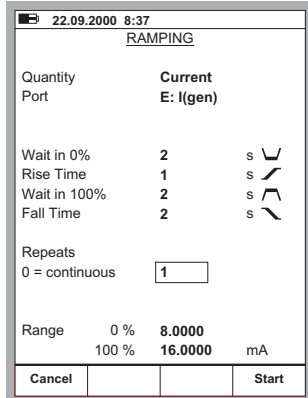 22.09.2000 8:37
RAMPING
Quantity Current
Port E: I(gen)
Wait in 0% 2 s
Rise Time 1 s
Wait in 100% 2 s
Fall Time 2 s
Repeats
0 = continuous 1
Range 0 % 8.0000
100 % 16.0000 mA
Cancel Start